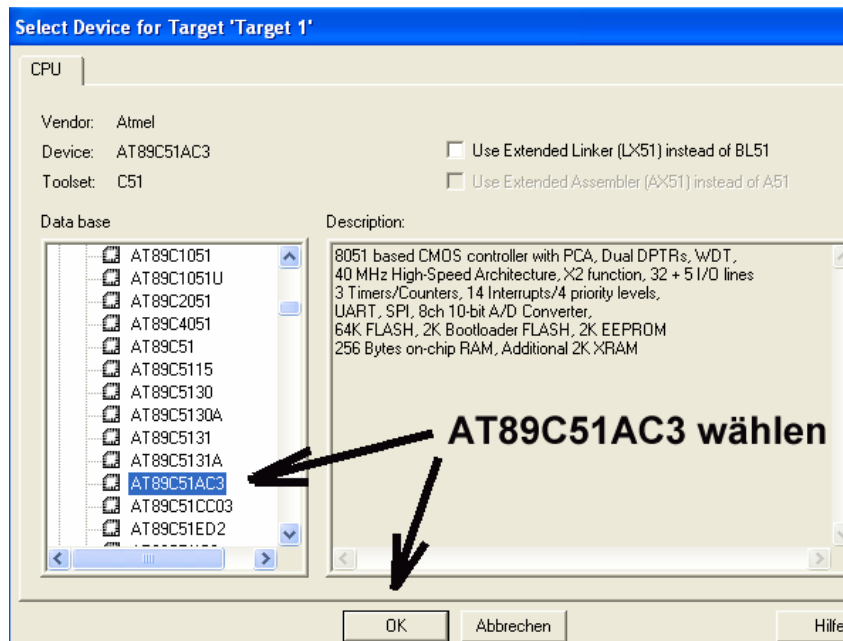 Select Device for Target 'Target 1'
CPU
Vendor: Atmel
Device: AT89C51AC3
Toolset: C51
Use Extended Linker (LX51) instead of BL51
Use Extended Assembler (AX51) instead of A51
Data base
AT89C1051
AT89C1051U
AT89C2051
AT89C4051
AT89C51
AT89C5115
AT89C5130
AT89C5130A
AT89C5131
AT89C5131A
AT89C51AC3
AT89C51CC03
AT89C51ED2
Description:
8051 based CMOS controller with PCA, Dual DPTRs, WDT,
40 MHz High-Speed Architecture, X2 function, 32 + 5 I/O lines
3 Timers/Counters, 14 Interrupts/4 priority levels,
UART, SPI, 8ch 10-bit A/D Converter,
64K FLASH, 2K Bootloader FLASH, 2K EEPROM
256 Bytes on-chip RAM, Additional 2K XRAM
AT89C51AC3 wählen
OK
Abbrechen
Hilfe